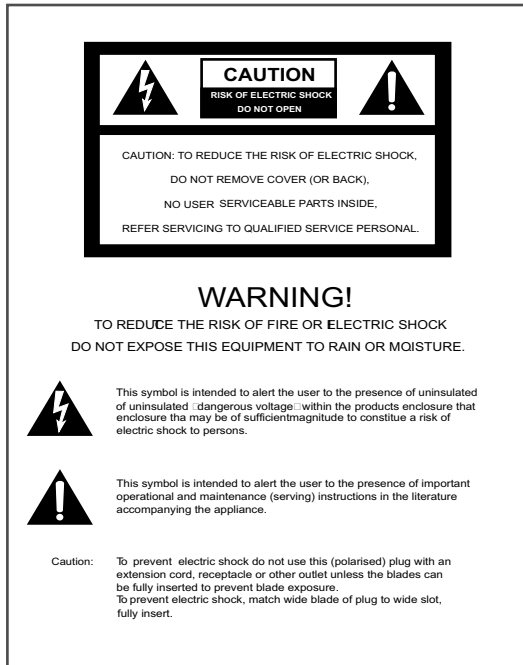 CAUTION
RISK OF ELECTRIC SHOCK
DO NOT OPEN
CAUTION: TO REDUCE THE RISK OF ELECTRIC SHOCK,
DO NOT REMOVE COVER (OR BACK),
NO USER SERVICEABLE PARTS INSIDE,
REFER SERVICING TO QUALIFIED SERVICE PERSONAL.
WARNING!
TO REDUCE THE RISK OF FIRE OR ELECTRIC SHOCK
DO NOT EXPOSE THIS EQUIPMENT TO RAIN OR MOISTURE.
This symbol is intended to alert the user to the presence of uninsulated
of uninsulated □dangerous voltage□ within the products enclosure that
enclosure tha may be of sufficientmagnitude to constitue a risk of
electric shock to persons.
This symbol is intended to alert the user to the presence of important
operational and maintenance (serving) instructions in the literature
accompanying the appliance.
Caution: To prevent electric shock do not use this (polarised) plug with an
extension cord, receptacle or other outlet unless the blades can
be fully inserted to prevent blade exposure.
To prevent electric shock, match wide blade of plug to wide slot,
fully insert.